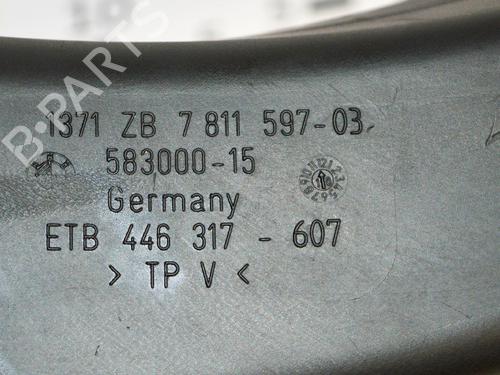 B-PARTS
1371 ZB 7 811 597-03
583000-15
Germany
ETB 446 317 - 607
> TP V <